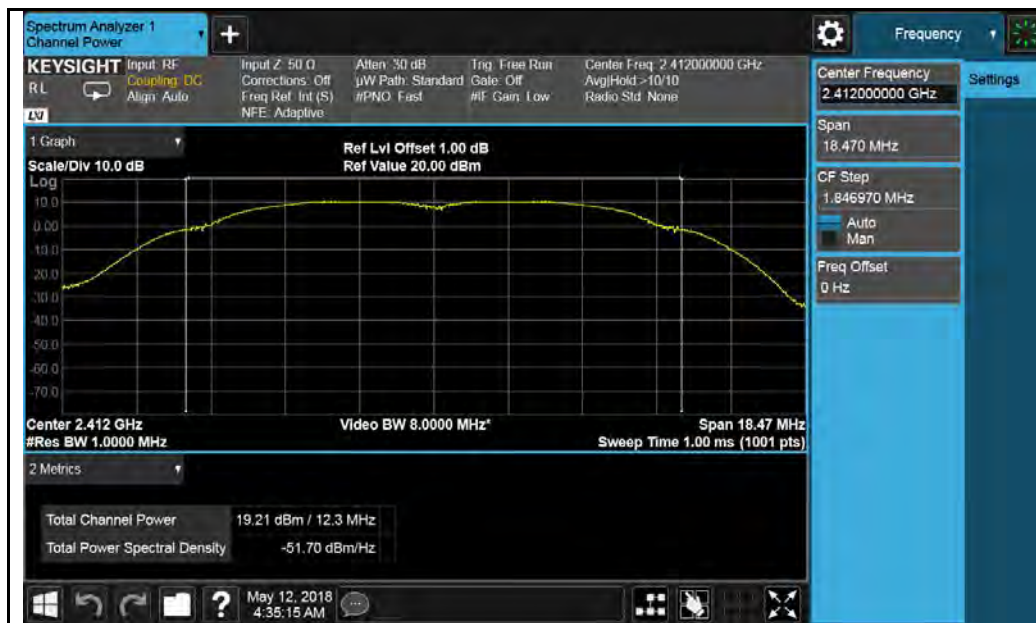 Spectrum Analyzer 1
Channel Power
Frequency
KEYSIGHT
RL
LXI
Input: RF
Coupling: DC
Align: Auto
Input Z: 50 Ω
Corrections: Off
Freq Ref: Int (S)
NFE: Adaptive
Atten: 30 dB
µW Path: Standard
#PNO: Fast
Trig: Free Run
Gate: Off
#IF Gain: Low
Center Freq: 2.412000000 GHz
Avg|Hold:>10/10
Radio Std: None
Center Frequency
2.412000000 GHz
Settings
Span
18.470 MHz
CF Step
1.846970 MHz
Auto
Man
Freq Offset
0 Hz
1 Graph
Scale/Div 10.0 dB
Ref Lvl Offset 1.00 dB
Ref Value 20.00 dBm
Log
10.0
0.00
-10.0
-20.0
-30.0
-40.0
-50.0
-60.0
-70.0
Center 2.412 GHz
#Res BW 1.0000 MHz
Video BW 8.0000 MHz*
Span 18.47 MHz
Sweep Time 1.00 ms (1001 pts)
2 Metrics
Total Channel Power 19.21 dBm / 12.3 MHz
Total Power Spectral Density -51.70 dBm/Hz
May 12, 2018
4:35:15 AM